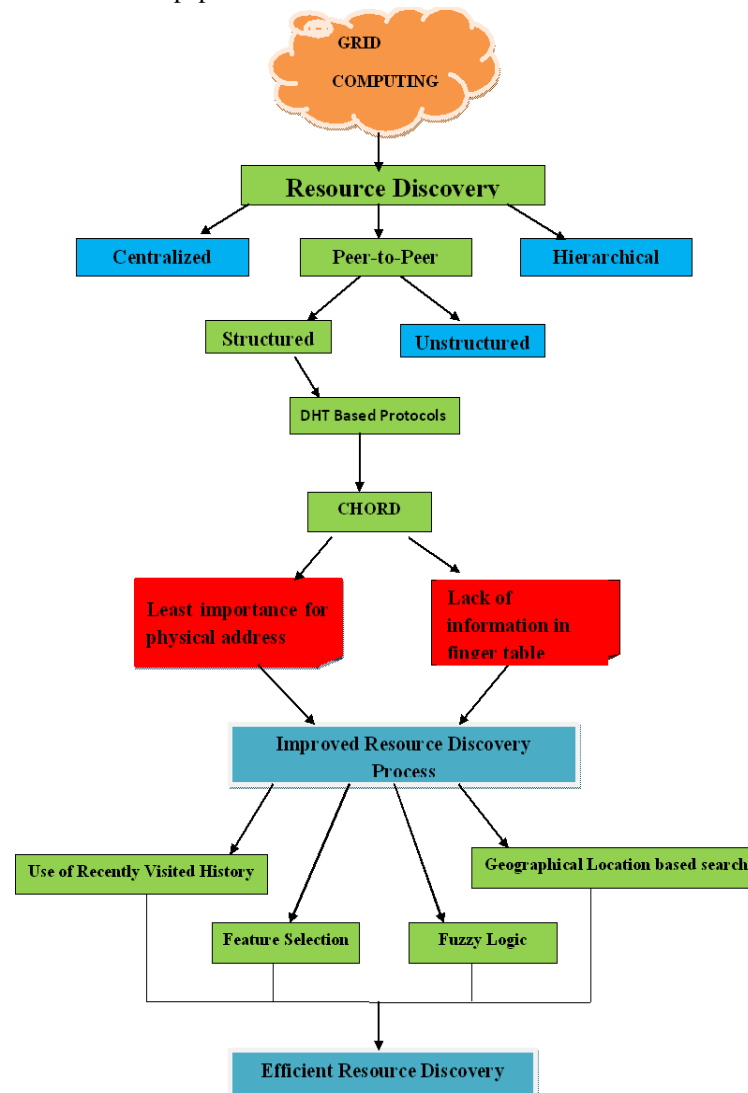 GRID
COMPUTING
Resource Discovery
Centralized
Peer-to-Peer
Hierarchical
Structured
Unstructured
DHT Based Protocols
CHORD
Least importance for
physical address
Lack of
information in
finger table
Improved Resource Discovery
Process
Use of Recently Visited History
Geographical Location based search
Feature Selection
Fuzzy Logic
Efficient Resource Discovery